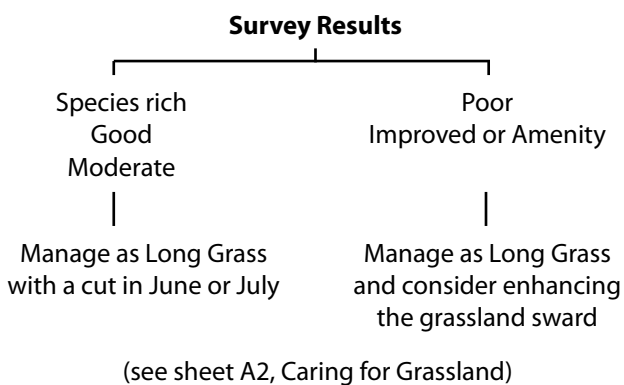 Survey Results
Species rich
Good
Moderate
Poor
Improved or Amenity
Manage as Long Grass
with a cut in June or July
Manage as Long Grass
and consider enhancing
the grassland sward
(see sheet A2, Caring for Grassland)